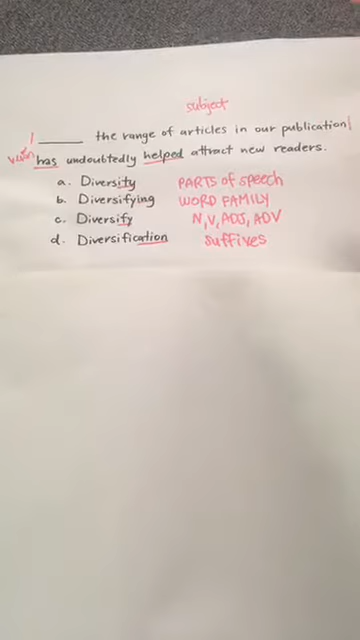 subject
_____ the range of articles in our publication
verb has undoubtedly helped attract new readers.
a. Diversity PARTS of speech
b. Diversifying WORD FAMILY
c. Diversify N, V, ADJ, ADV
d. Diversification suffixes